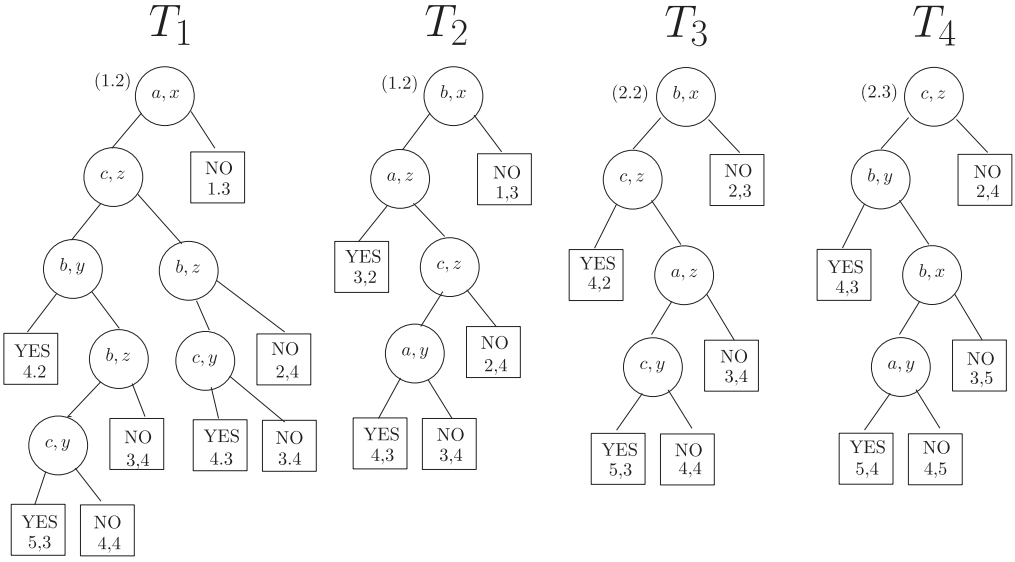 T1 T2 T3 T4
(1.2) a, x (1.2) b, x (2.2) b, x (2.3) c, z
c, z NO 1.3 a, z NO 1,3 c, z NO 2,3 b, y NO 2,4
b, y b, z YES 3,2 c, z YES 4,2 a, z YES 4,3 b, x
YES 4.2 b, z c, y NO 2,4 a, y NO 2,4 c, y NO 3,4 a, y NO 3,5
c, y NO 3,4 YES 4.3 NO 3.4 YES 4,3 NO 3,4 YES 5,3 NO 4,4 YES 5,4 NO 4,5
YES 5,3 NO 4,4